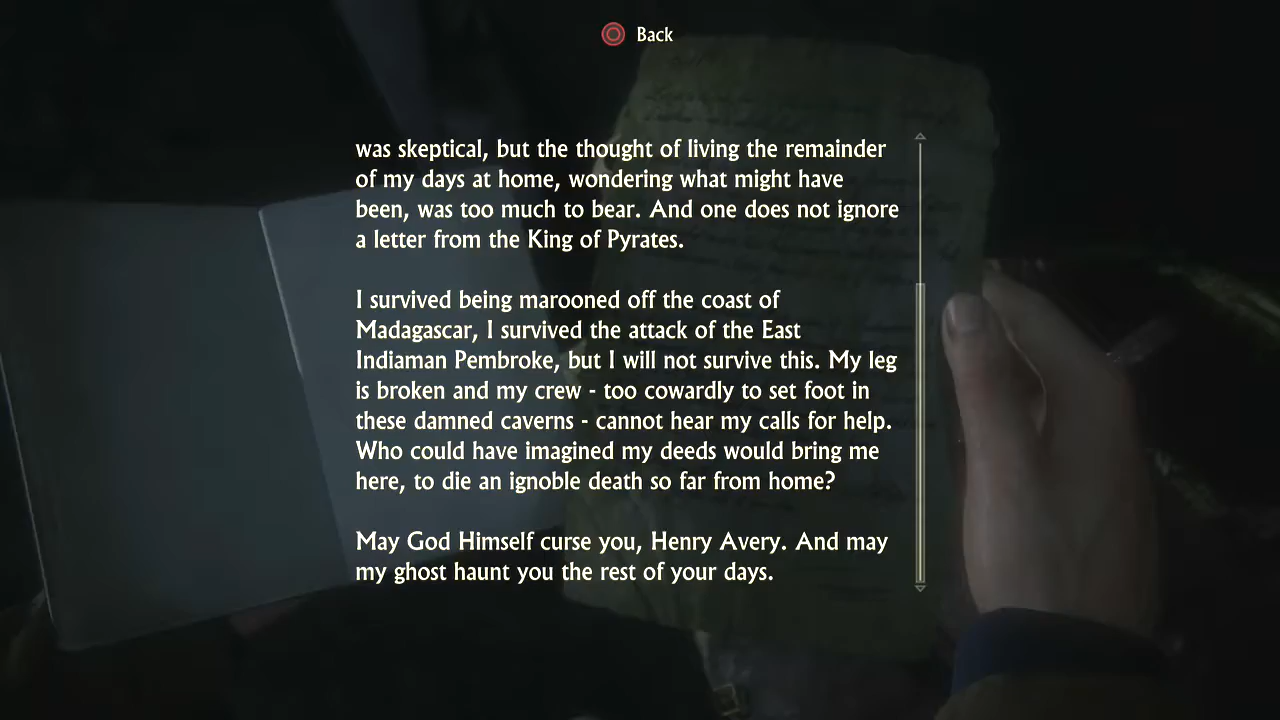 Back
was skeptical, but the thought of living the remainder
of my days at home, wondering what might have
been, was too much to bear. And one does not ignore
a letter from the King of Pyrates.
I survived being marooned off the coast of
Madagascar, I survived the attack of the East
Indiaman Pembroke, but I will not survive this. My leg
is broken and my crew - too cowardly to set foot in
these damned caverns - cannot hear my calls for help.
Who could have imagined my deeds would bring me
here, to die an ignoble death so far from home?
May God Himself curse you, Henry Avery. And may
my ghost haunt you the rest of your days.